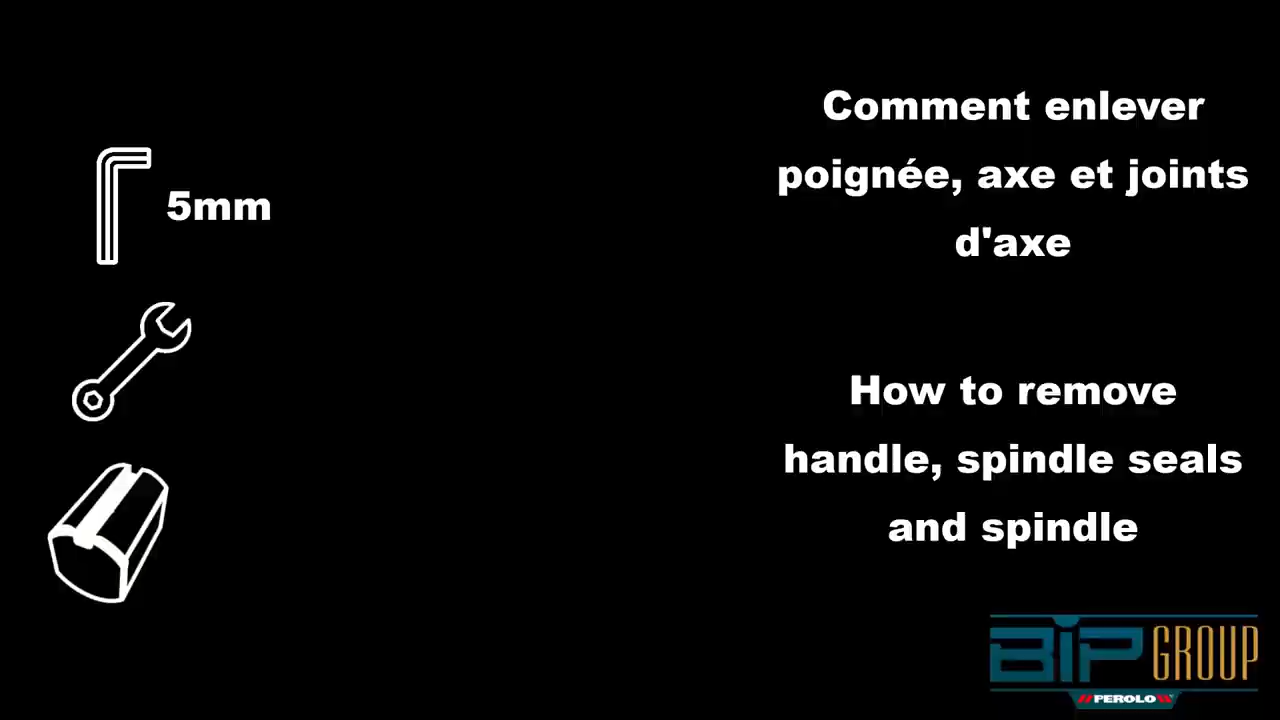 5mm
Comment enlever
poignée, axe et joints
d'axe
How to remove
handle, spindle seals
and spindle
BiP GROUP
PEROLO